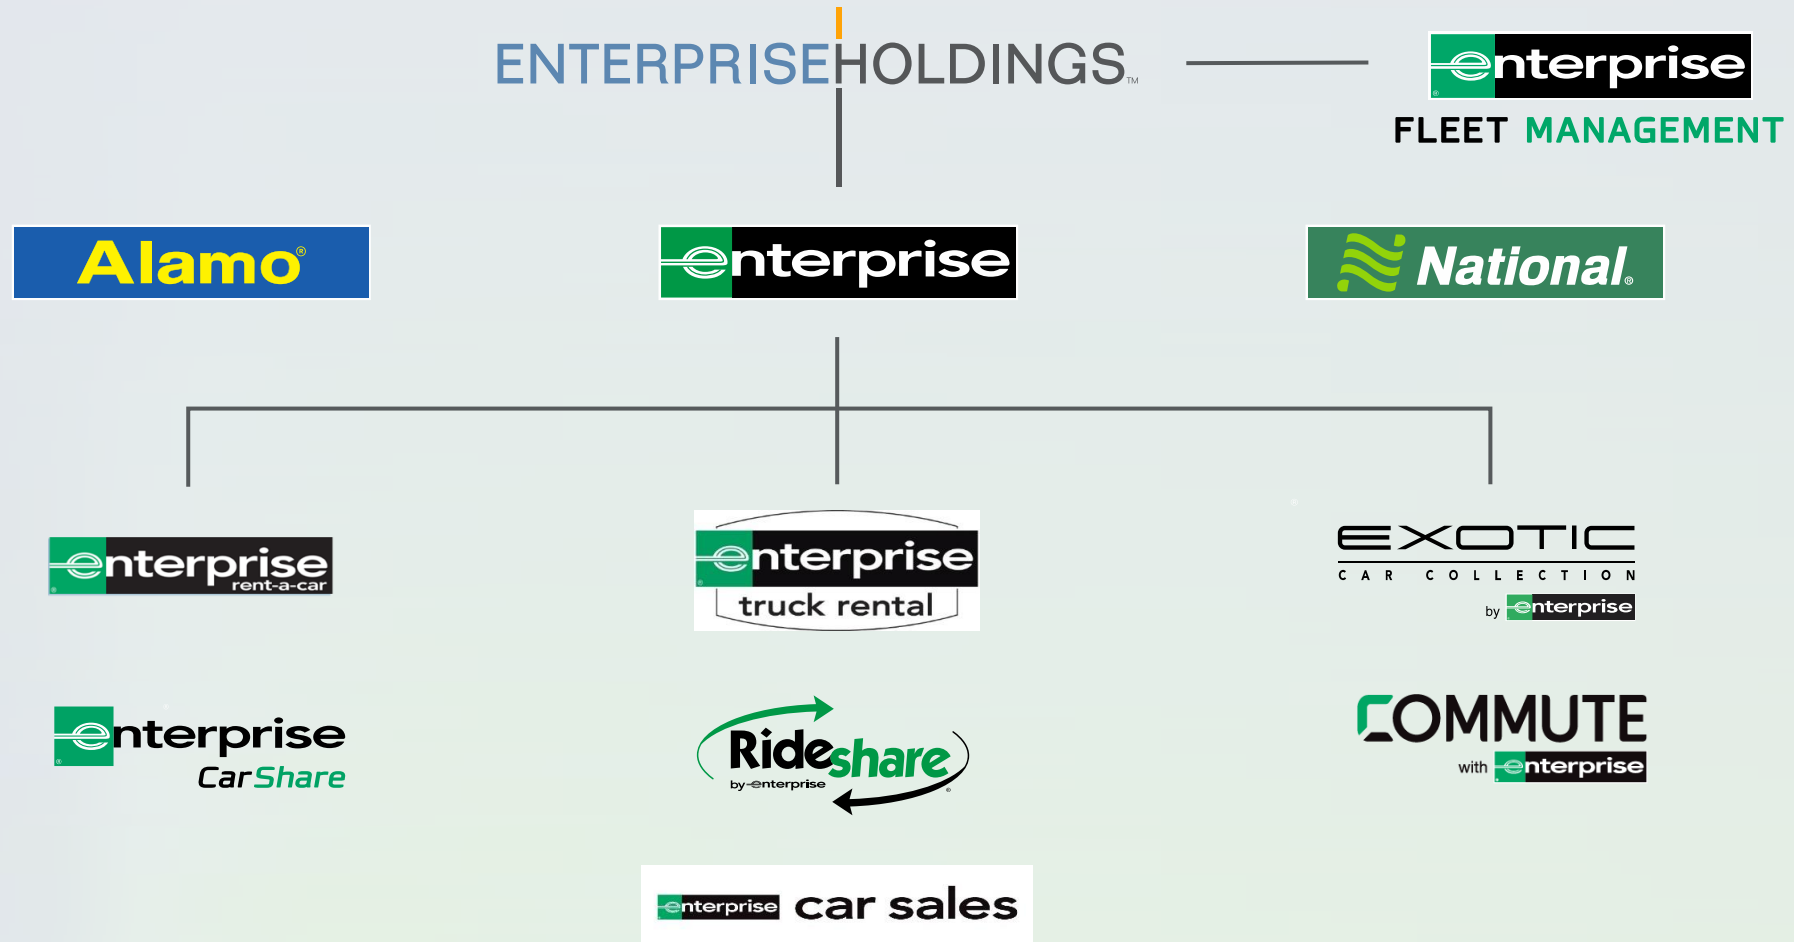 ENTERPRISEHOLDINGS™
enterprise®
FLEET MANAGEMENT
Alamo®
enterprise
National®
enterprise®
rent-a-car
enterprise®
truck rental
EXOTIC
CAR COLLECTION
by enterprise
enterprise®
CarShare
Rideshare®
by enterprise
COMMUTE
with enterprise
enterprise car sales